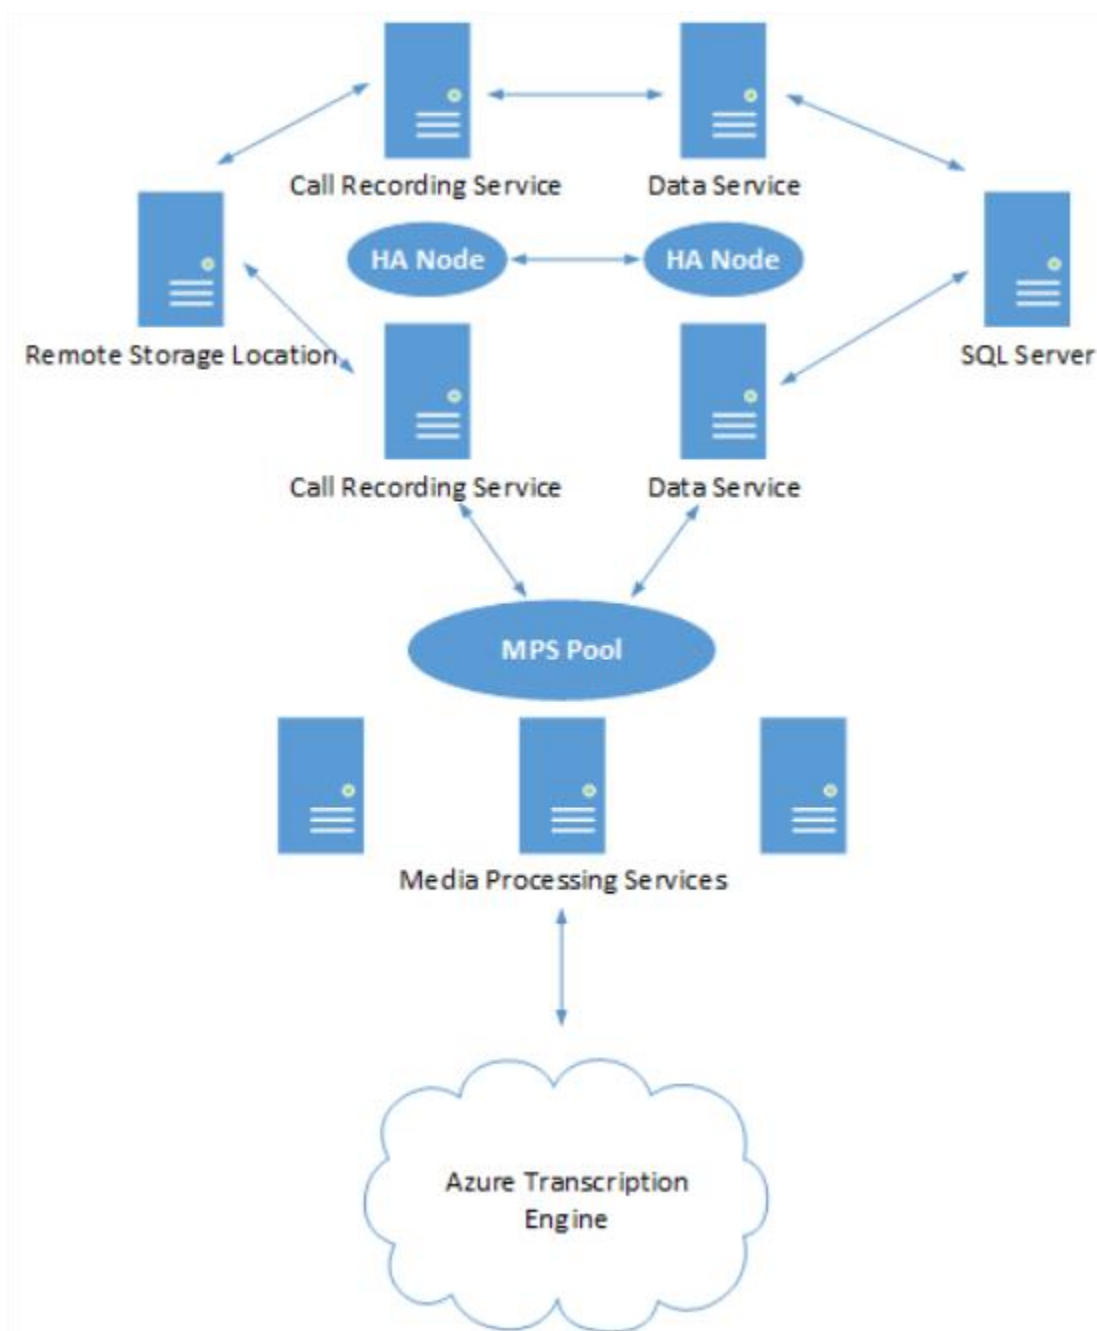 Call Recording Service
Data Service
HA Node
HA Node
Remote Storage Location
SQL Server
Call Recording Service
Data Service
MPS Pool
Media Processing Services
Azure Transcription
Engine